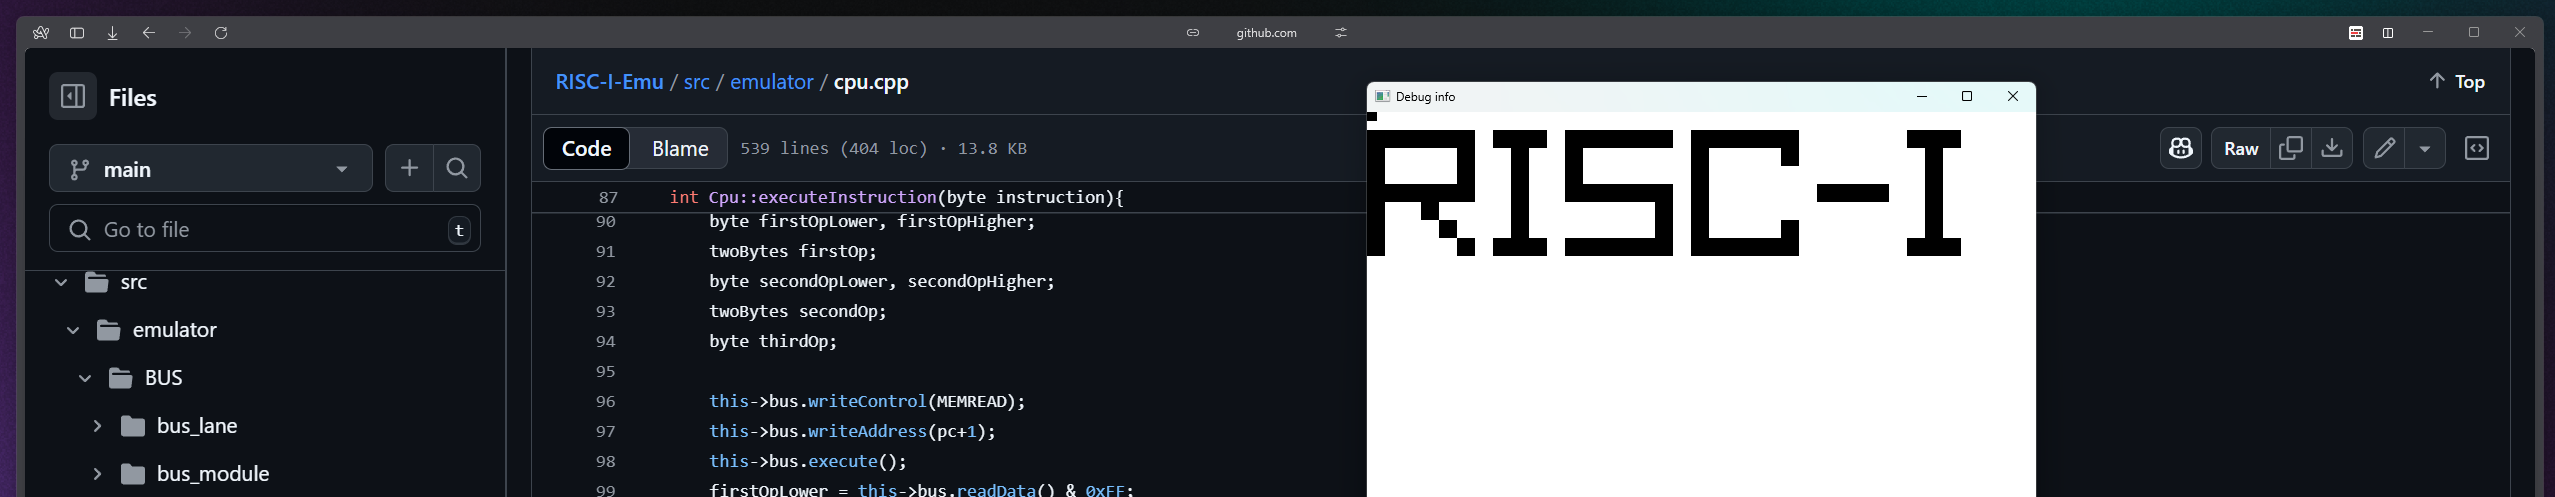 github.com
Files
main
Go to file
t
src
emulator
BUS
bus_lane
bus_module
RISC-I-Emu / src / emulator / cpu.cpp
Top
Code
Blame
539 lines (404 loc) · 13.8 KB
Raw
87 int Cpu::executeInstruction(byte instruction){
90 byte firstOpLower, firstOpHigher;
91 twoBytes firstOp;
92 byte secondOpLower, secondOpHigher;
93 twoBytes secondOp;
94 byte thirdOp;
95
96 this->bus.writeControl(MEMREAD);
97 this->bus.writeAddress(pc+1);
98 this->bus.execute();
99 firstOpLower = this->bus.readData() & 0xFF;
Debug info
RISC-I